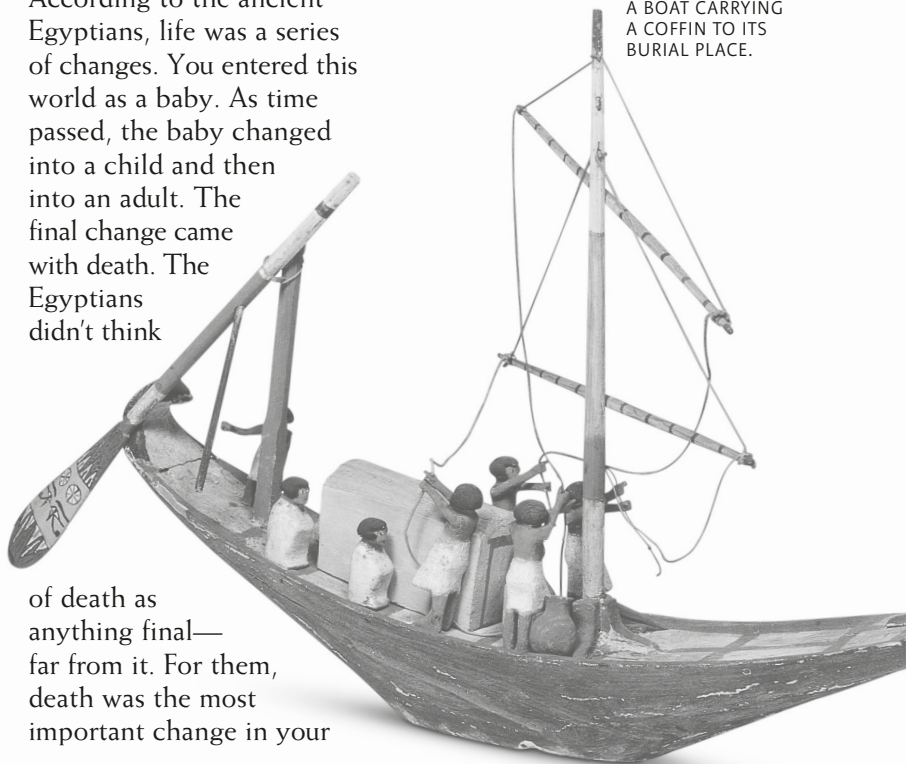 According to the ancient
Egyptians, life was a series
of changes. You entered this
world as a baby. As time
passed, the baby changed
into a child and then
into an adult. The
final change came
with death. The
Egyptians
didn't think
A BOAT CARRYING
A COFFIN TO ITS
BURIAL PLACE.
of death as
anything final—
far from it. For them,
death was the most
important change in your